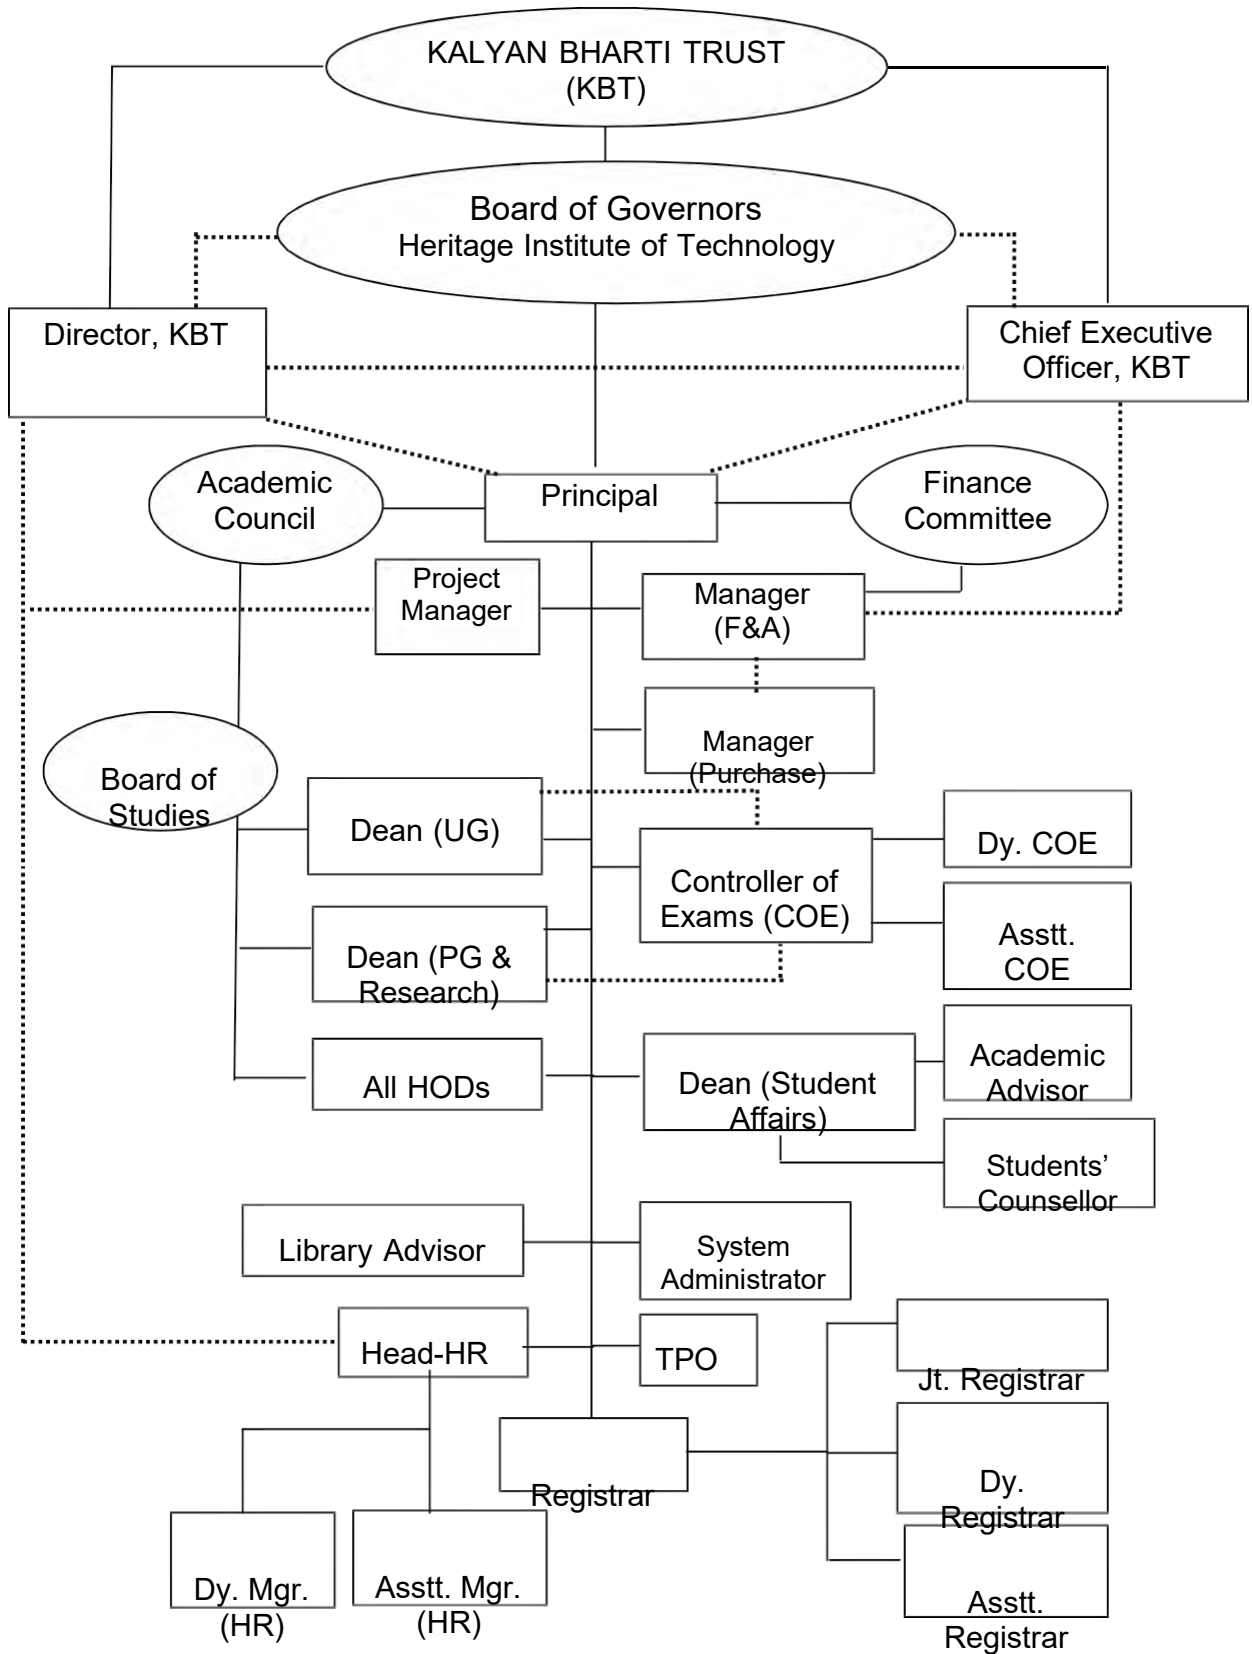 KALYAN BHARTI TRUST
(KBT)
Board of Governors
Heritage Institute of Technology
Director, KBT
Chief Executive
Officer, KBT
Academic
Council
Principal
Finance
Committee
Project
Manager
Manager
(F&A)
Manager
(Purchase)
Board of
Studies
Dean (UG)
Controller of
Exams (COE)
Dy. COE
Asstt.
COE
Dean (PG &
Research)
All HODs
Dean (Student
Affairs)
Academic
Advisor
Students’
Counsellor
Library Advisor
System
Administrator
Head-HR
TPO
Jt. Registrar
Registrar
Dy.
Registrar
Dy. Mgr.
(HR)
Asstt. Mgr.
(HR)
Asstt.
Registrar